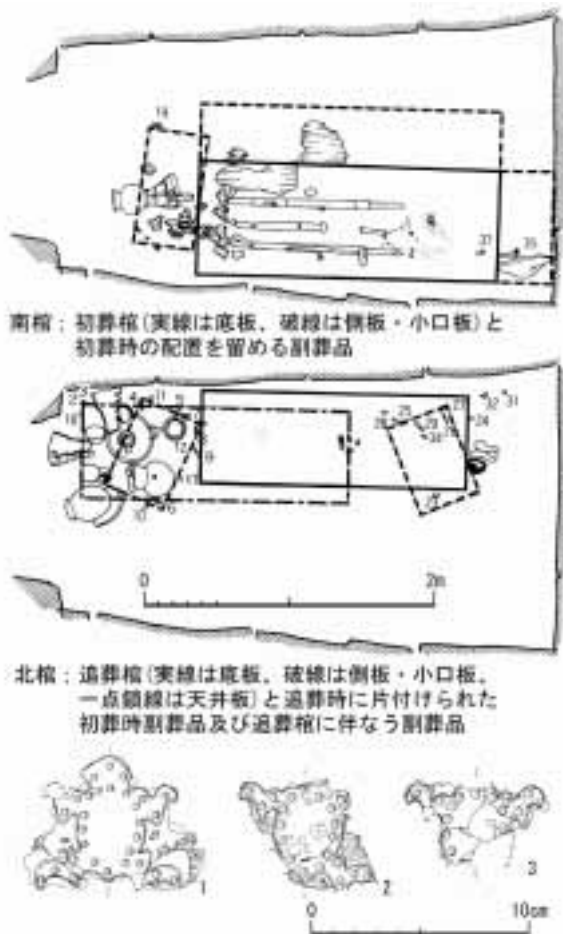 南棺：初葬棺（実線は底板、破線は側板・小口板）と
初葬時の配置を留める副葬品
0 2m
北棺：追葬棺（実線は底板、破線は側板・小口板、
一点鎖線は天井板）と追葬時に片付けられた
初葬時副葬品及び追葬棺に伴なう副葬品
1 2 3
0 10cm